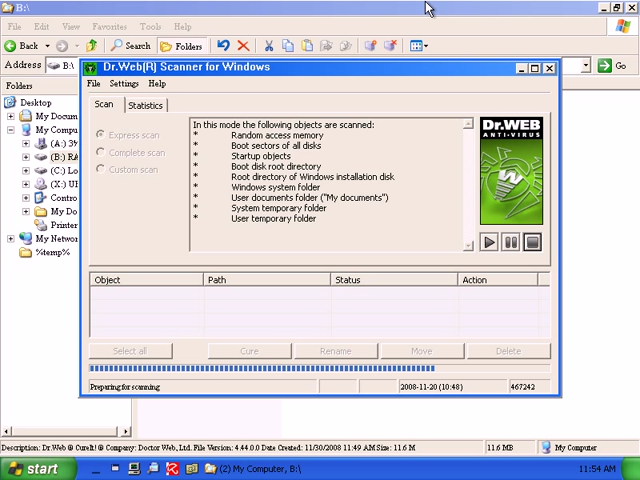 B:\
File Edit View Favorites Tools Help
Back Search Folders
Address B:\ Go
Folders
Desktop
My Docum
My Compu
(A:) 3½
(B:) RA
(C:) Lo
(X:) UB
Contro
My Do
Printer
My Netwo
%temp%
Dr.Web(R) Scanner for Windows
File Settings Help
Scan Statistics
Express scan
Complete scan
Custom scan
In this mode the following objects are scanned:
* Random access memory
* Boot sectors of all disks
* Startup objects
* Boot disk root directory
* Root directory of Windows installation disk
* Windows system folder
* User documents folder ("My documents")
* System temporary folder
* User temporary folder
Dr.WEB
ANTI-VIRUS
Object Path Status Action
Select all Cure Rename Move Delete
Preparing for scanning 2008-11-20 (10:48) 467242
Description: Dr.Web ® CureIt! ® Company: Doctor Web, Ltd. File Version: 4.44.0.0 Date Created: 11/30/2008 11:49 AM Size: 11.6 M 11.6 MB My Computer
start (2) My Computer, B:\ 11:54 AM